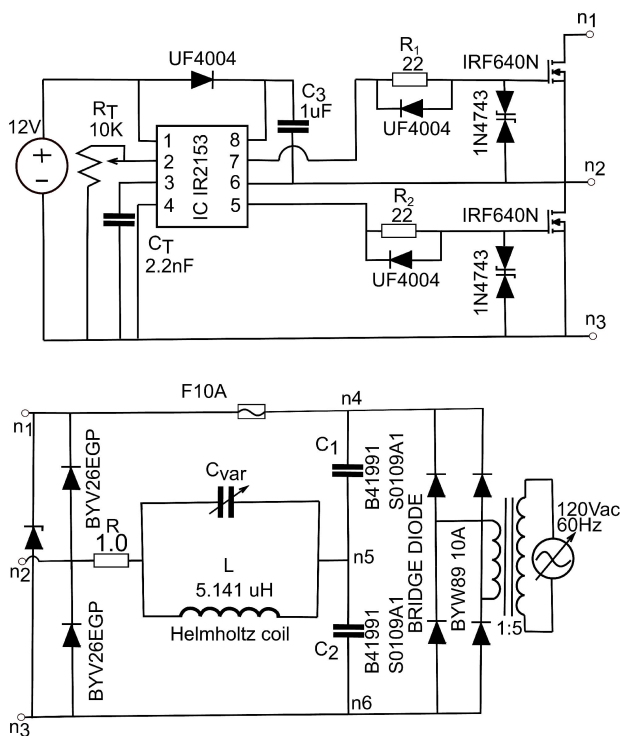 n1
UF4004
R1
22
IRF640N
C3
1uF
RT
10K
12V
UF4004
1N4743
1
2
3
4
IC IR2153
8
7
6
5
n2
R2
22
IRF640N
CT
2.2nF
UF4004
1N4743
n3
F10A
n4
n1
BYV26EGP
C1
B41991
S0109A1
Cvar
120Vac
60Hz
R
1.0
L
5.141 uH
n5
n2
Helmholtz coil
BRIDGE DIODE
BYW89 10A
1:5
BYV26EGP
C2
B41991
S0109A1
n6
n3